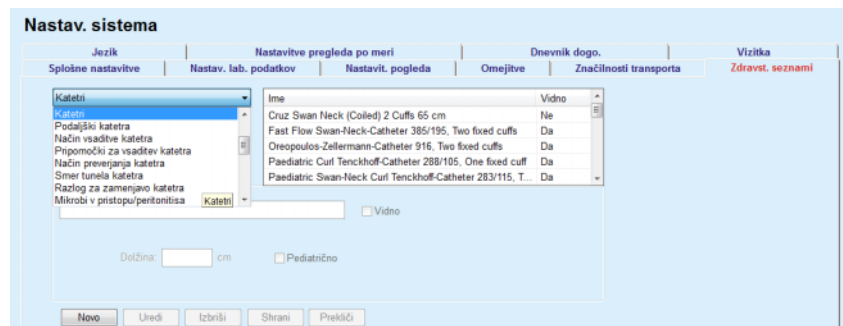 Nastav. sistema
Jezik Nastavitve pregleda po meri Dnevnik dogo. Vizitka
Splošne nastavitve Nastav. lab. podatkov Nastavit. pogleda Omejitve Značilnosti transporta Zdravst. seznami
Katetri
Katetri
Podaljški katetra
Način vsaditve katetra
Pripomočki za vsaditev katetra
Način preverjanja katetra
Smer tunela katetra
Razlog za zamenjavo katetra
Mikrobi v pristopu/peritonitisa
Katetri
Ime Vidno
Cruz Swan Neck (Coiled) 2 Cuffs 65 cm Ne
Fast Flow Swan-Neck-Catheter 385/195, Two fixed cuffs Da
Oreopoulos-Zellermann-Catheter 916, Two fixed cuffs Da
Paediatric Curl Tenckhoff-Catheter 288/105, One fixed cuff Da
Paediatric Swan-Neck Curl Tenckhoff-Catheter 283/115, T... Da
Vidno
Dolžina: cm Pediatrično
Novo Uredi Izbriši Shrani Prekliči